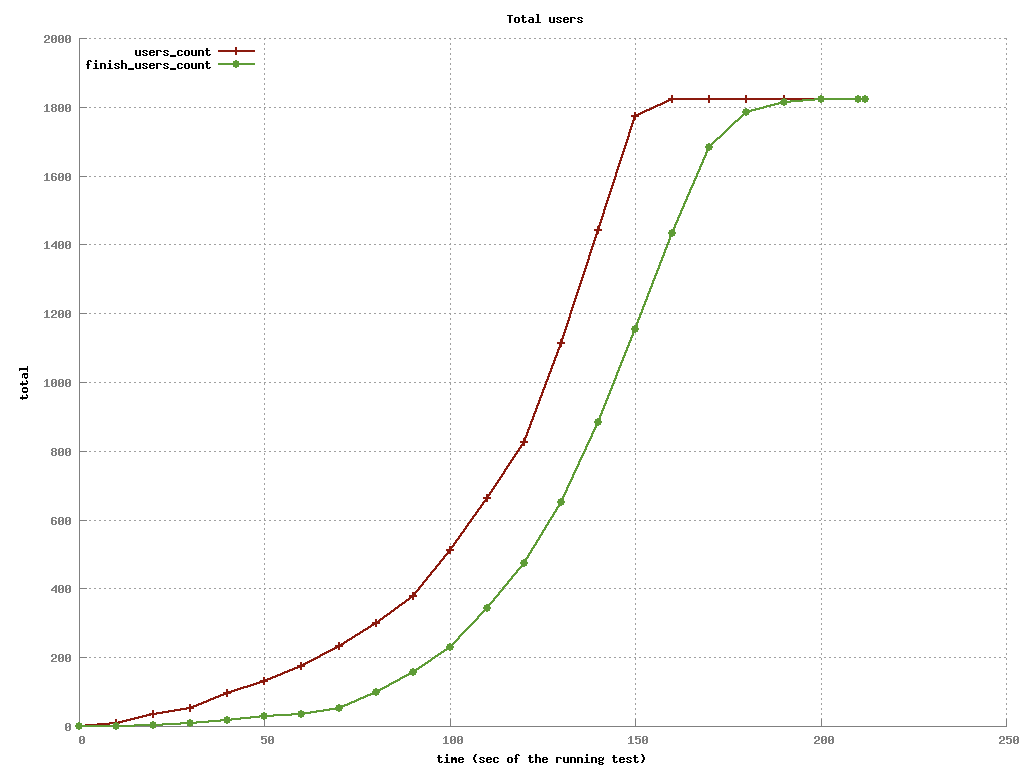 Total users
users_count
finish_users_count
2000
1800
1600
1400
1200
1000
800
600
400
200
0
total
0 50 100 150 200 250
time (sec of the running test)